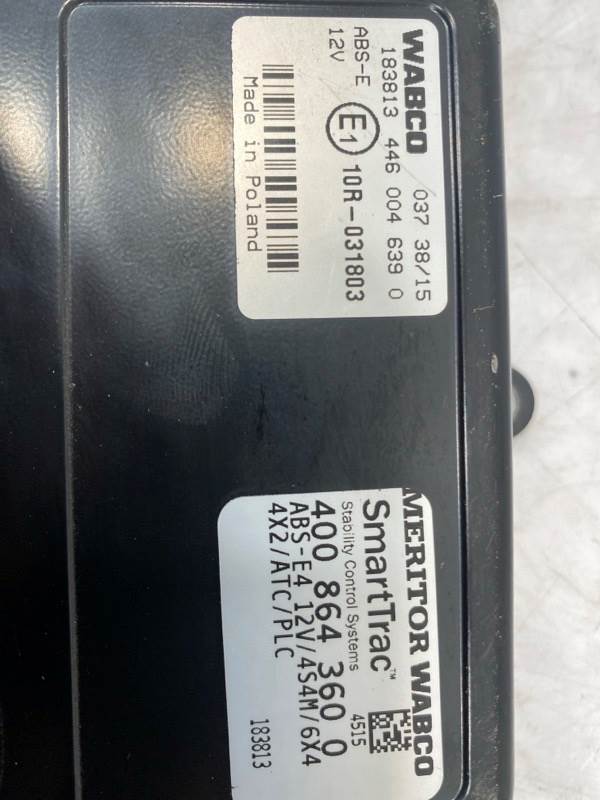 WABCO 037 38/15
183813 446 004 639 0
ABS-E
12V
E1 10R-031803
Made in Poland
MERITOR WABCO
SmartTrac™
Stability Control Systems 4515
400 864 360 0
ABS-E4 12V/4S4M/6X4
4X2/ATC/PLC
183813